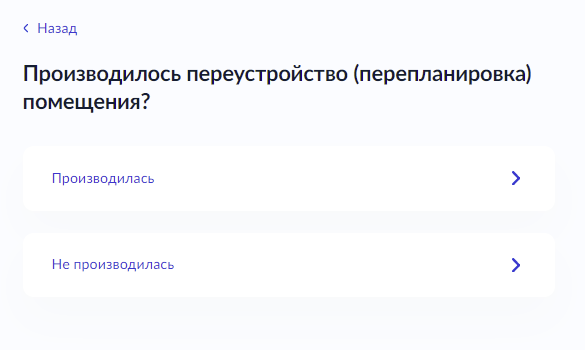 Назад
Производилось переустройство (перепланировка)
помещения?
Производилась
Не производилась